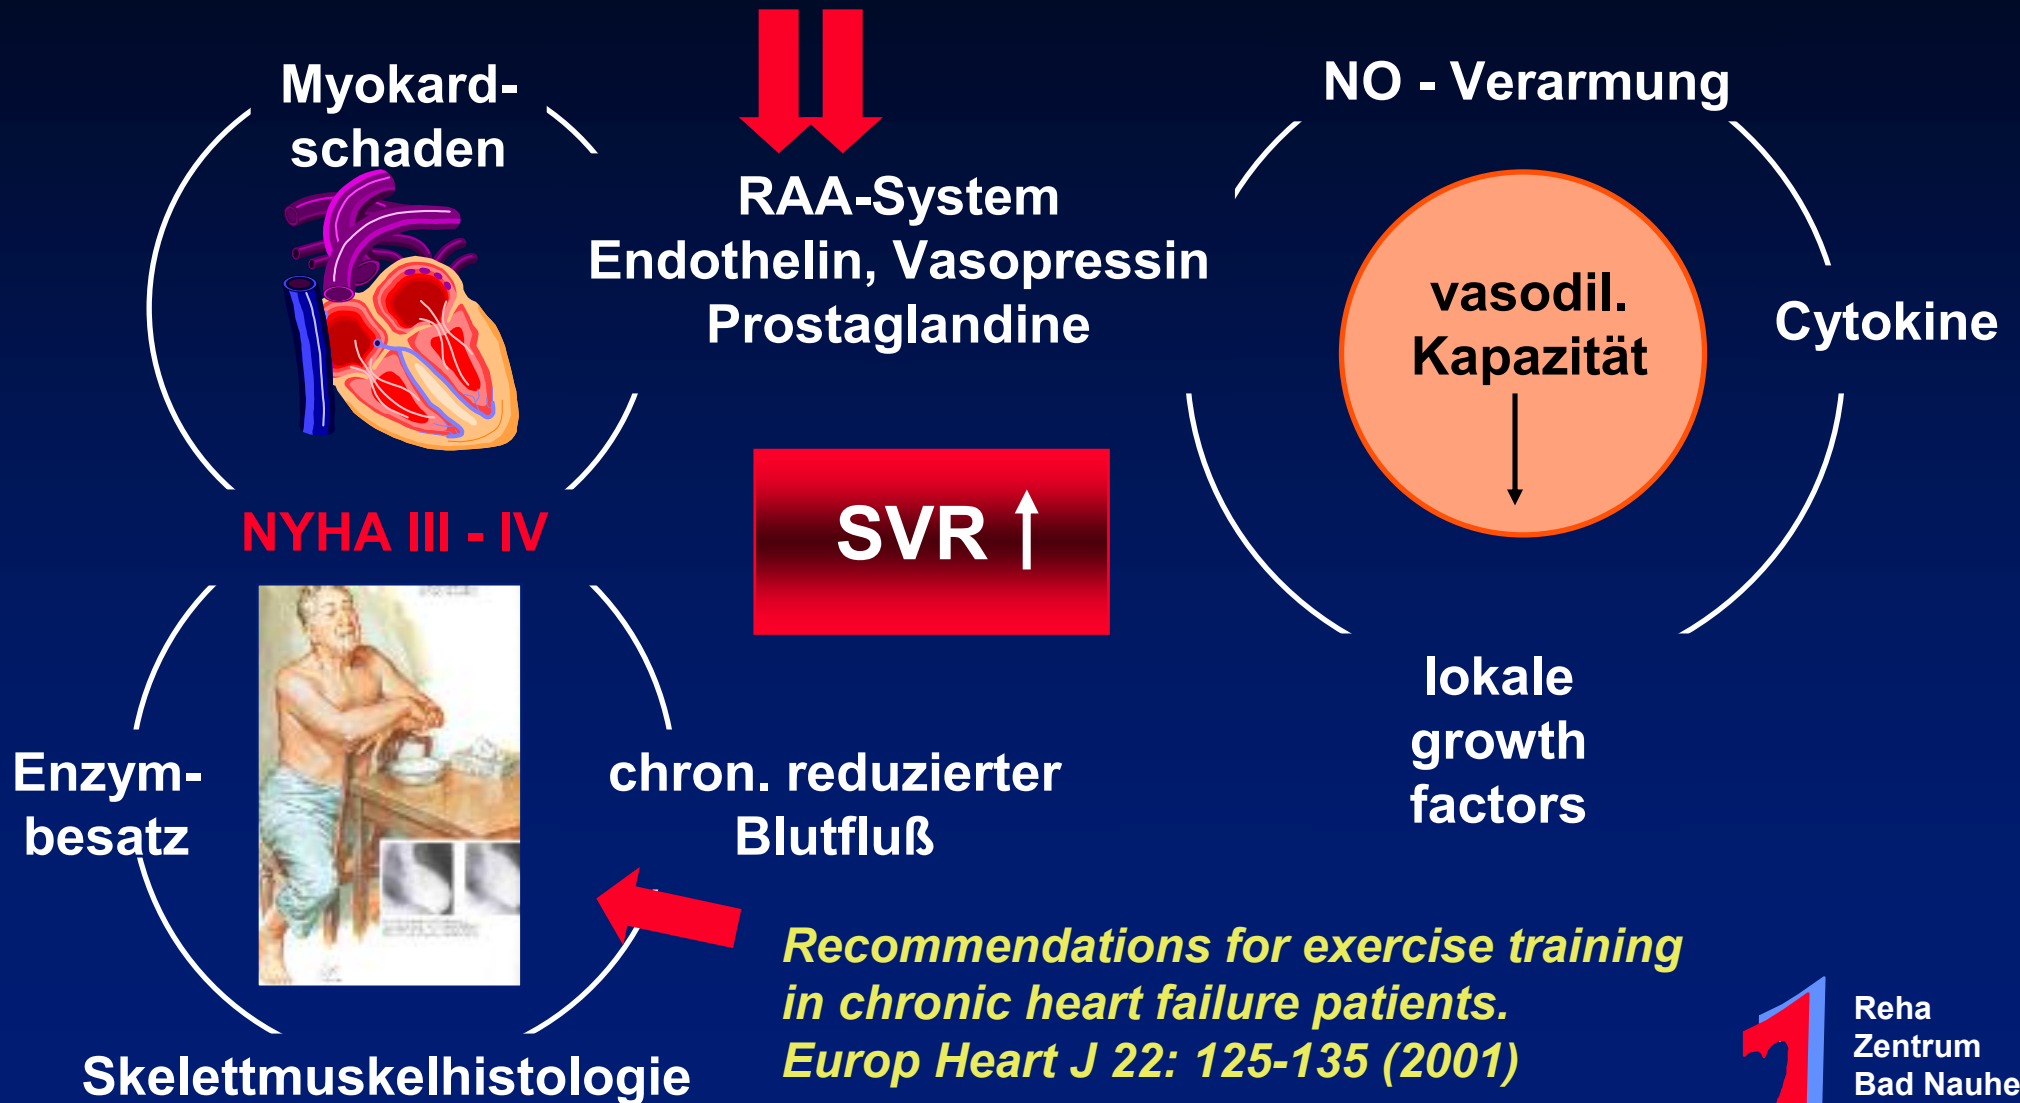 Myokard-
schaden
RAA-System
Endothelin, Vasopressin
Prostaglandine
NO - Verarmung
vasodil.
Kapazität
Cytokine
NYHA III - IV
SVR
lokale
growth
factors
Enzym-
besatz
chron. reduzierter
Blutfluß
Skelettmuskelhistologie
Recommendations for exercise training
in chronic heart failure patients.
Europ Heart J 22: 125-135 (2001)
Reha
Zentrum
Bad Nauhe